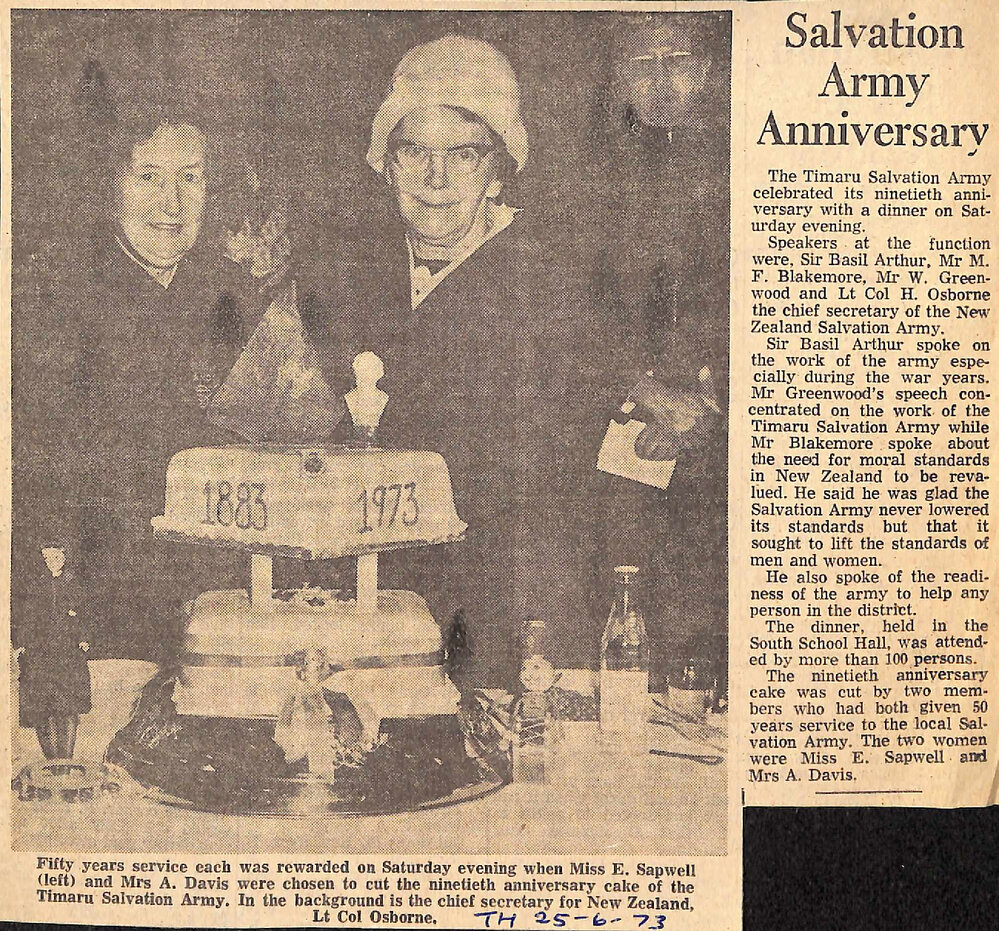 Salvation
Army
Anniversary
The Timaru Salvation Army
celebrated its ninetieth anni-
versary with a dinner on Sat-
urday evening.
Speakers at the function
were, Sir Basil Arthur, Mr M.
F. Blakemore, Mr W. Green-
wood and Lt Col H. Osborne
the chief secretary of the New
Zealand Salvation Army.
Sir Basil Arthur spoke on
the work of the army espe-
cially during the war years.
Mr Greenwood's speech con-
centrated on the work of the
Timaru Salvation Army while
Mr Blakemore spoke about
the need for moral standards
in New Zealand to be reva-
lued. He said he was glad the
Salvation Army never lowered
its standards but that it
sought to lift the standards of
men and women.
He also spoke of the readi-
ness of the army to help any
person in the district.
The dinner, held in the
South School Hall, was attend-
ed by more than 100 persons.
The ninetieth anniversary
cake was cut by two mem-
bers who had both given 50
years service to the local Sal-
vation Army. The two women
were Miss E. Sapwell and
Mrs A. Davis.
1883 1973
Fifty years service each was rewarded on Saturday evening when Miss E. Sapwell
(left) and Mrs A. Davis were chosen to cut the ninetieth anniversary cake of the
Timaru Salvation Army. In the background is the chief secretary for New Zealand,
Lt Col Osborne.
TH 25-6-73